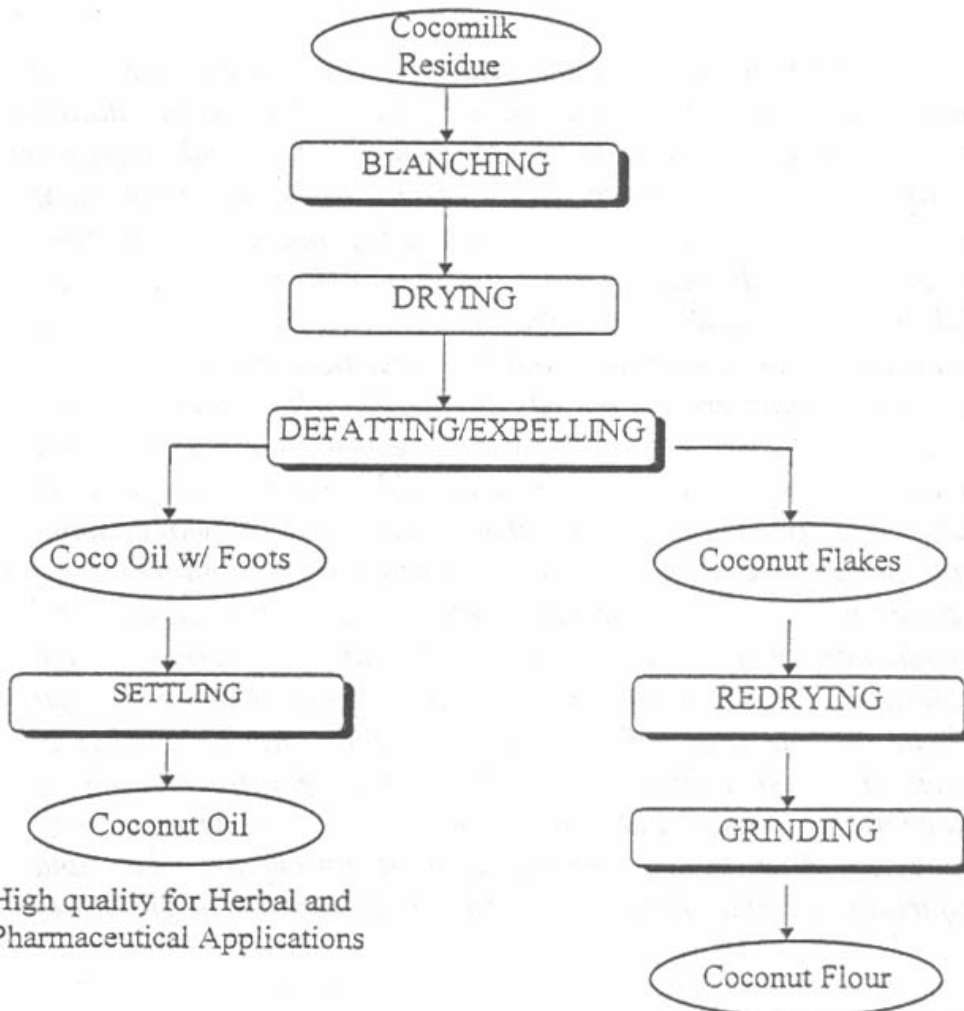 Cocomilk
Residue
BLANCHING
DRYING
DEFATTING/EXPELLING
Coco Oil w/ Foots
Coconut Flakes
SETTLING
REDRYING
Coconut Oil
GRINDING
High quality for Herbal and
Pharmaceutical Applications
Coconut Flour